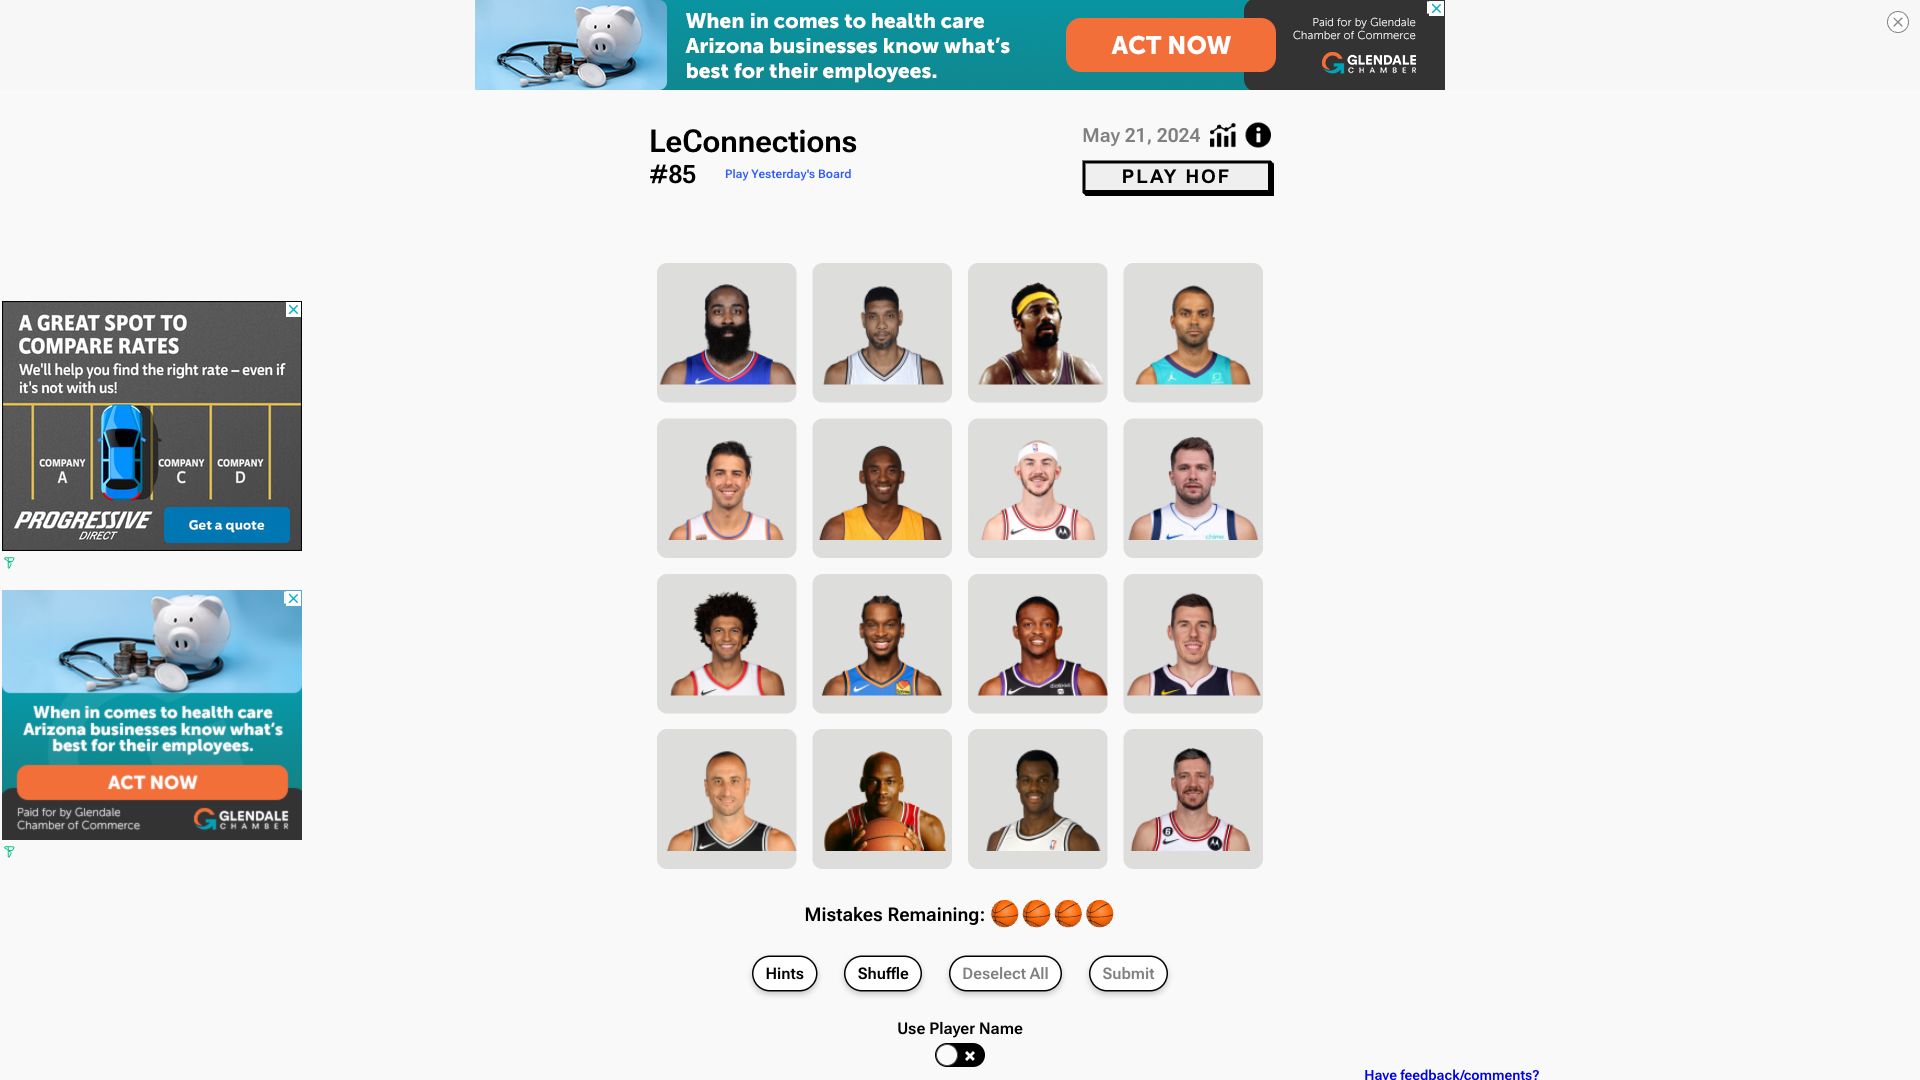 When in comes to health care
Arizona businesses know what's
best for their employees.
ACT NOW
Paid for by Glendale
Chamber of Commerce
GLENDALE
CHAMBER
LeConnections
#85
Play Yesterday's Board
May 21, 2024
PLAY HOF
A GREAT SPOT TO
COMPARE RATES
We'll help you find the right rate – even if
it's not with us!
COMPANY
A
COMPANY
C
COMPANY
D
PROGRESSIVE
DIRECT
Get a quote
When in comes to health care
Arizona businesses know what's
best for their employees.
ACT NOW
Paid for by Glendale
Chamber of Commerce
GLENDALE
CHAMBER
Mistakes Remaining:
Hints
Shuffle
Deselect All
Submit
Use Player Name
Have feedback/comments?